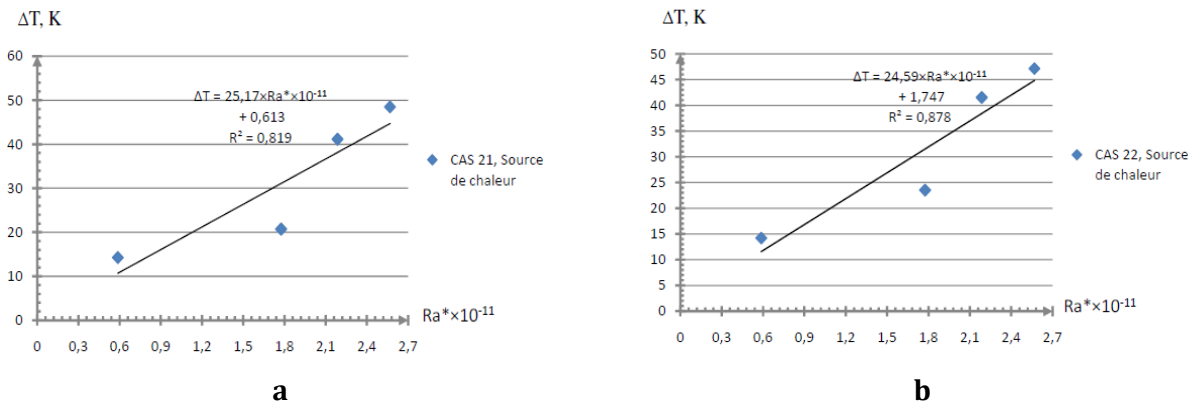 ΔT, K
60
50
40
30
20
10
0
ΔT = 25,17×Ra*×10⁻¹¹
+ 0,613
R² = 0,819
CAS 21, Source
de chaleur
Ra*×10⁻¹¹
0 0,3 0,6 0,9 1,2 1,5 1,8 2,1 2,4 2,7
a
ΔT, K
50
45
40
35
30
25
20
15
10
5
0
ΔT = 24,59×Ra*×10⁻¹¹
+ 1,747
R² = 0,878
CAS 22, Source
de chaleur
Ra*×10⁻¹¹
0 0,3 0,6 0,9 1,2 1,5 1,8 2,1 2,4 2,7
b